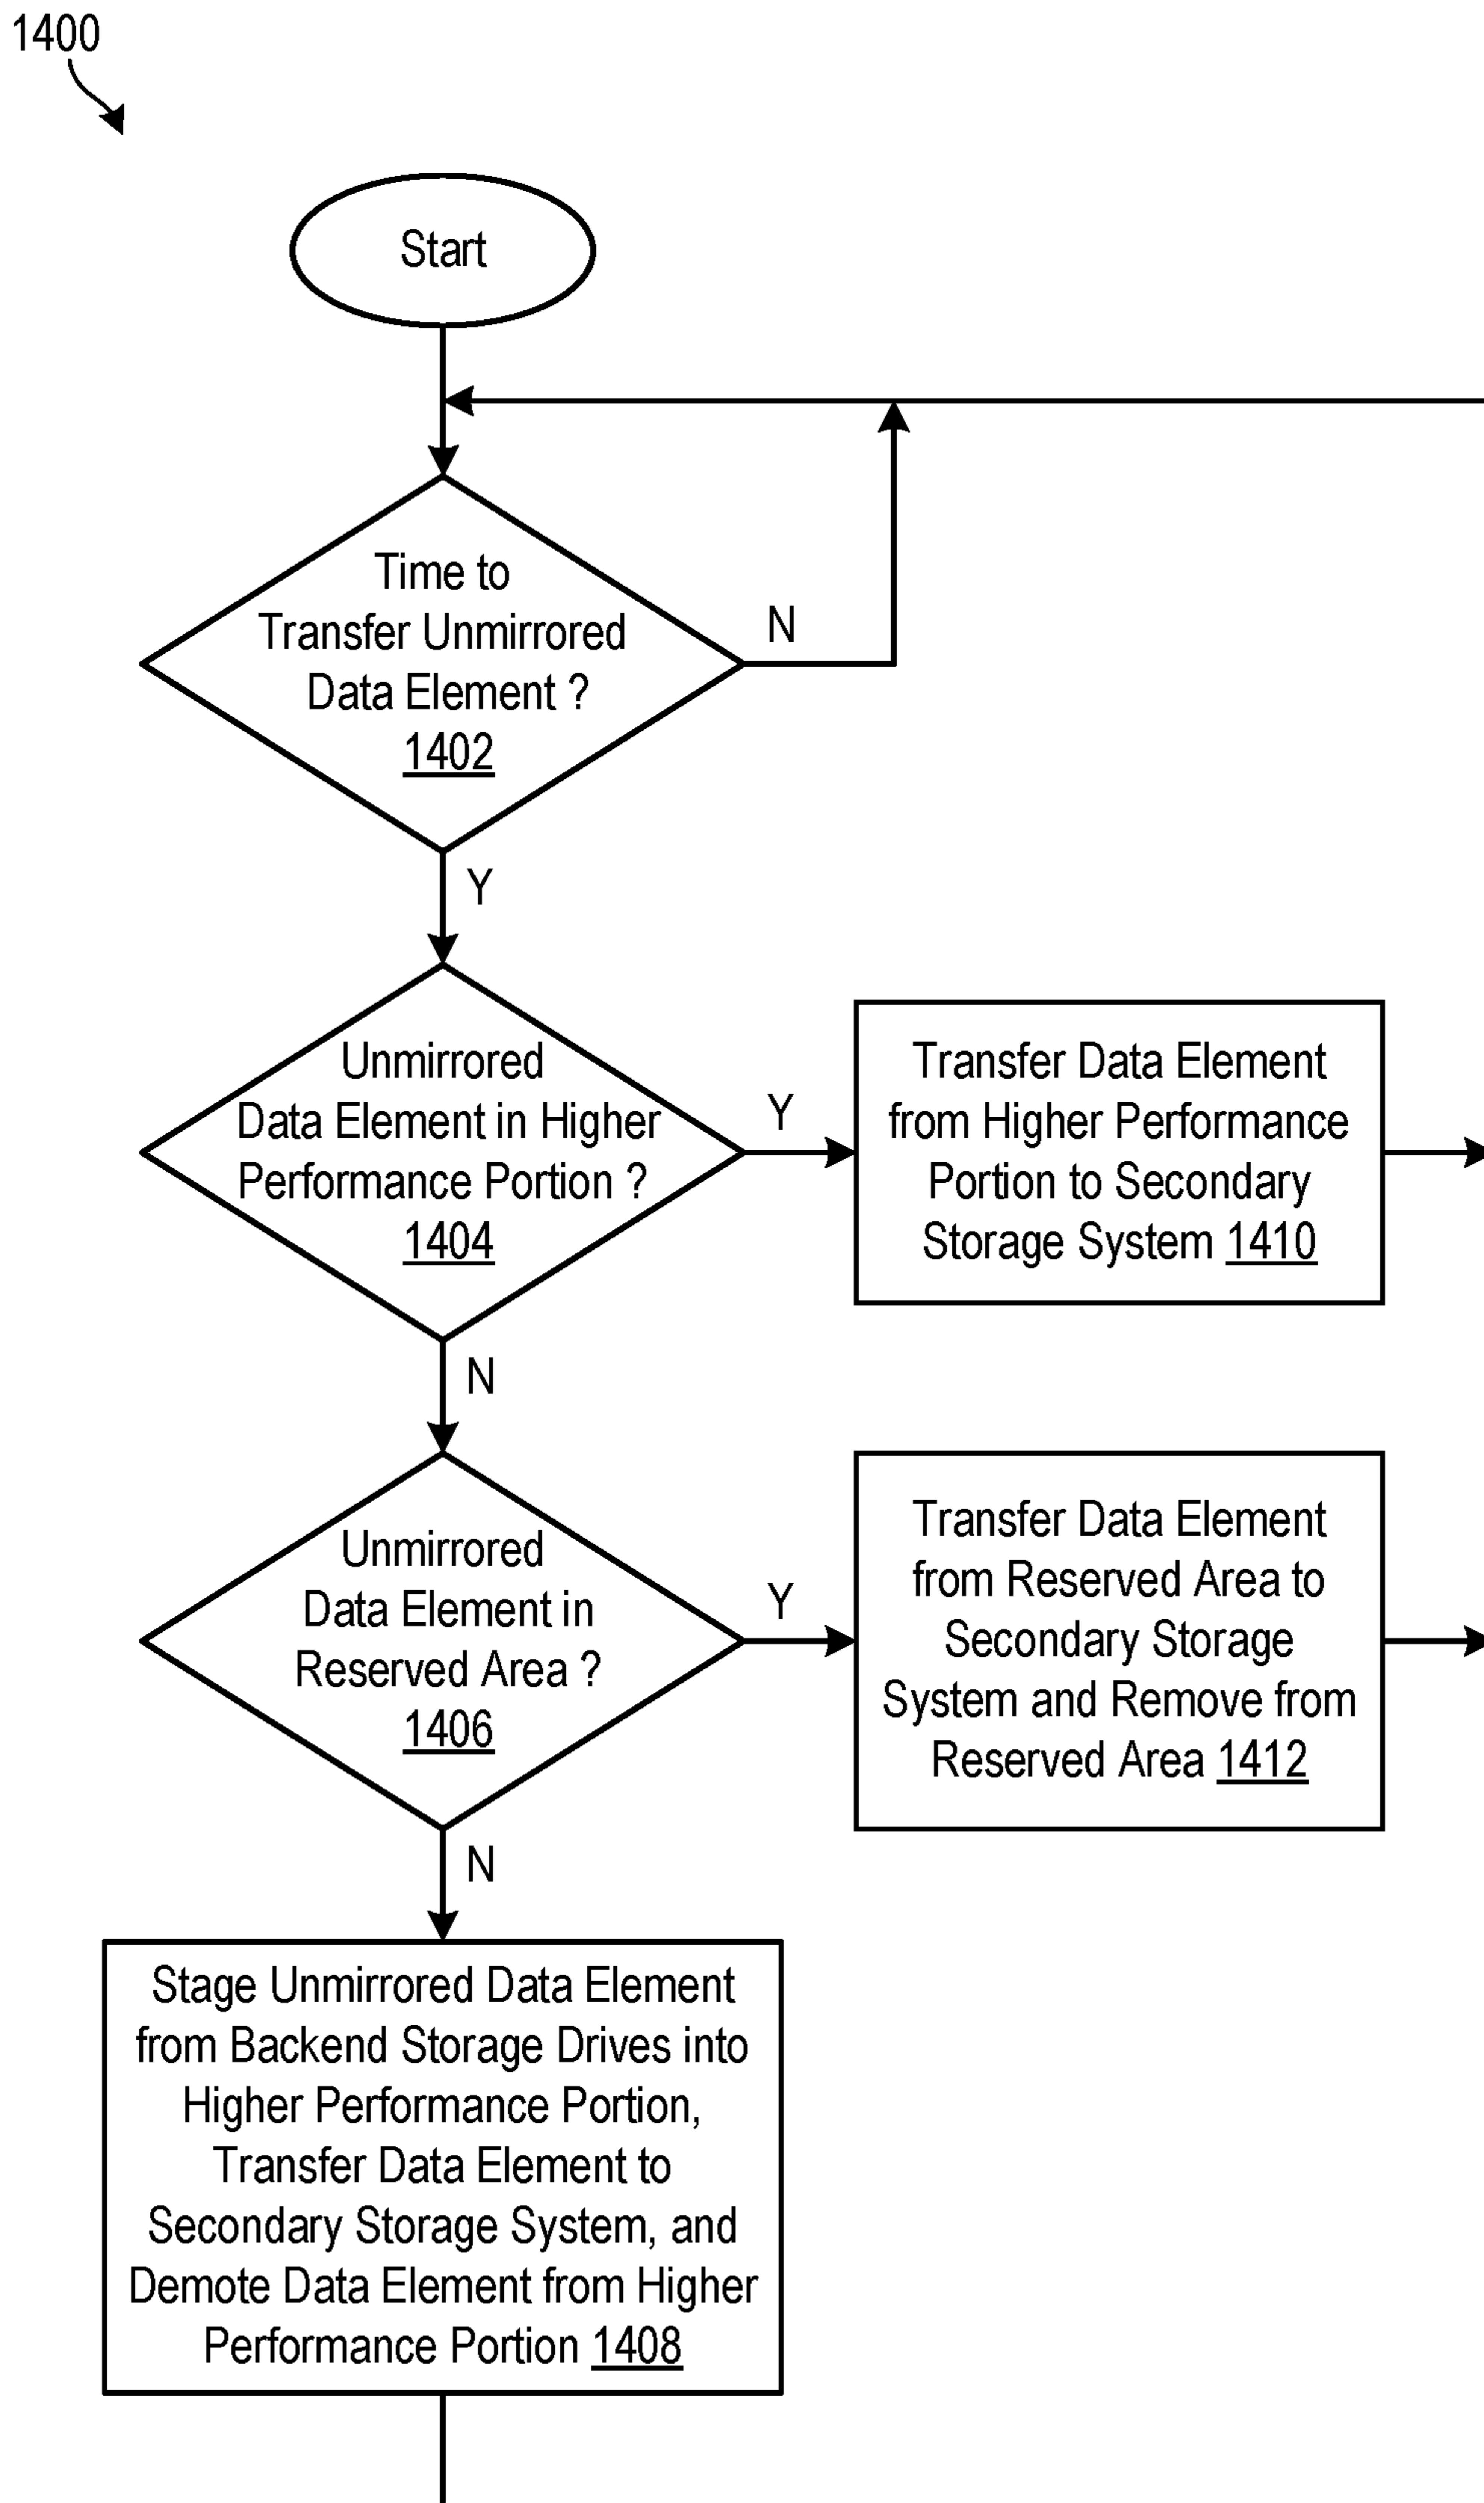 1400
Start
Time to
Transfer Unmirrored
Data Element ?
1402
N
Y
Unmirrored
Data Element in Higher
Performance Portion ?
1404
Y
Transfer Data Element
from Higher Performance
Portion to Secondary
Storage System 1410
N
Unmirrored
Data Element in
Reserved Area ?
1406
Y
Transfer Data Element
from Reserved Area to
Secondary Storage
System and Remove from
Reserved Area 1412
N
Stage Unmirrored Data Element
from Backend Storage Drives into
Higher Performance Portion,
Transfer Data Element to
Secondary Storage System, and
Demote Data Element from Higher
Performance Portion 1408